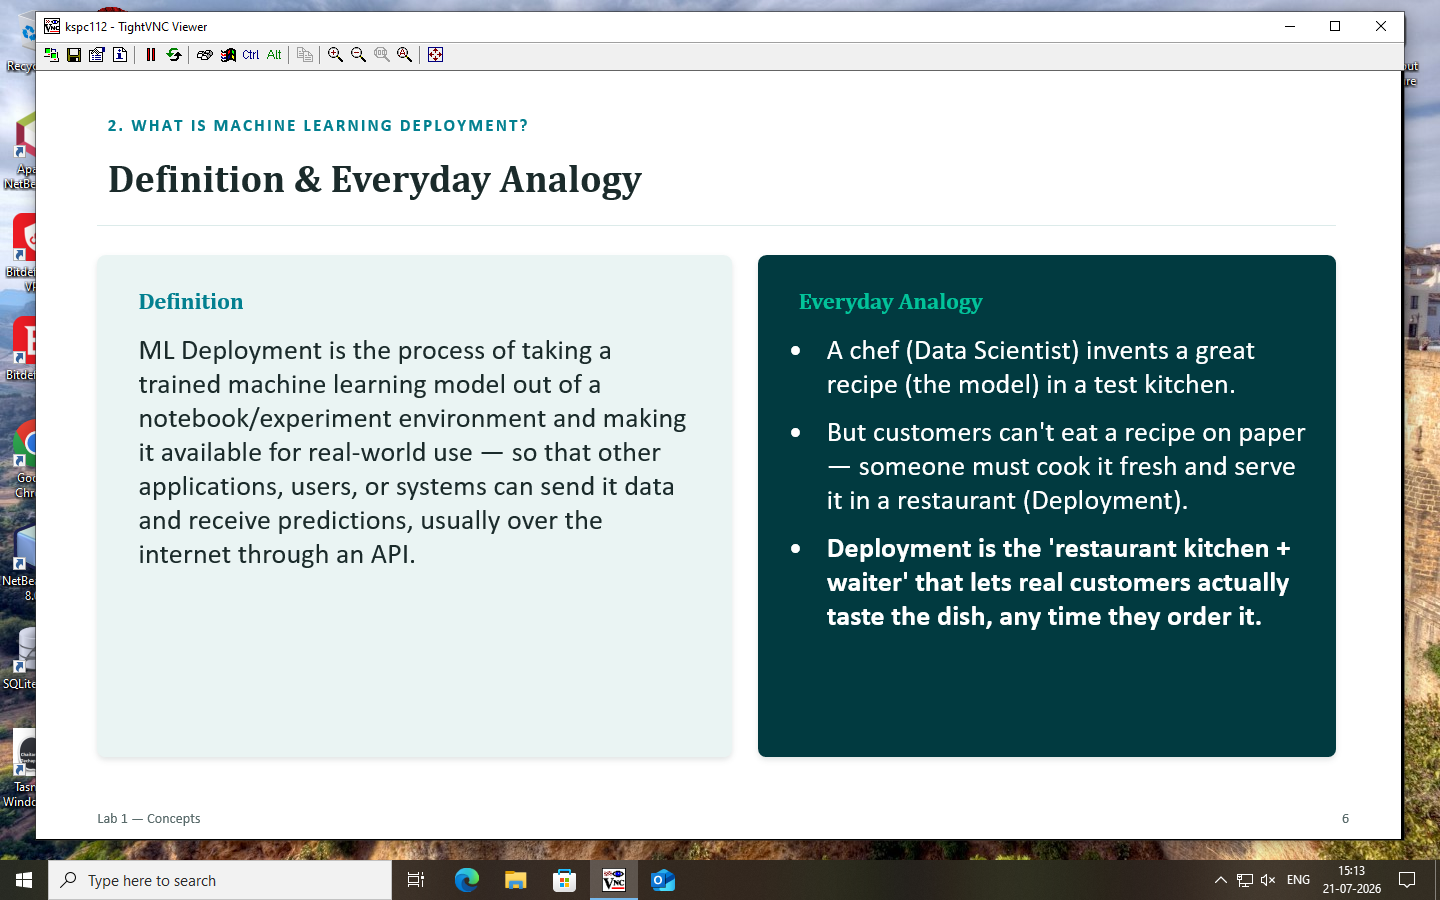 kspc112 - TightVNC Viewer
Ctrl Alt
2. WHAT IS MACHINE LEARNING DEPLOYMENT?
Definition & Everyday Analogy
Definition
ML Deployment is the process of taking a
trained machine learning model out of a
notebook/experiment environment and making
it available for real-world use — so that other
applications, users, or systems can send it data
and receive predictions, usually over the
internet through an API.
Everyday Analogy
• A chef (Data Scientist) invents a great
recipe (the model) in a test kitchen.
• But customers can't eat a recipe on paper
— someone must cook it fresh and serve
it in a restaurant (Deployment).
• Deployment is the 'restaurant kitchen +
waiter' that lets real customers actually
taste the dish, any time they order it.
Lab 1 — Concepts
6
Type here to search
ENG
15:13
21-07-2026